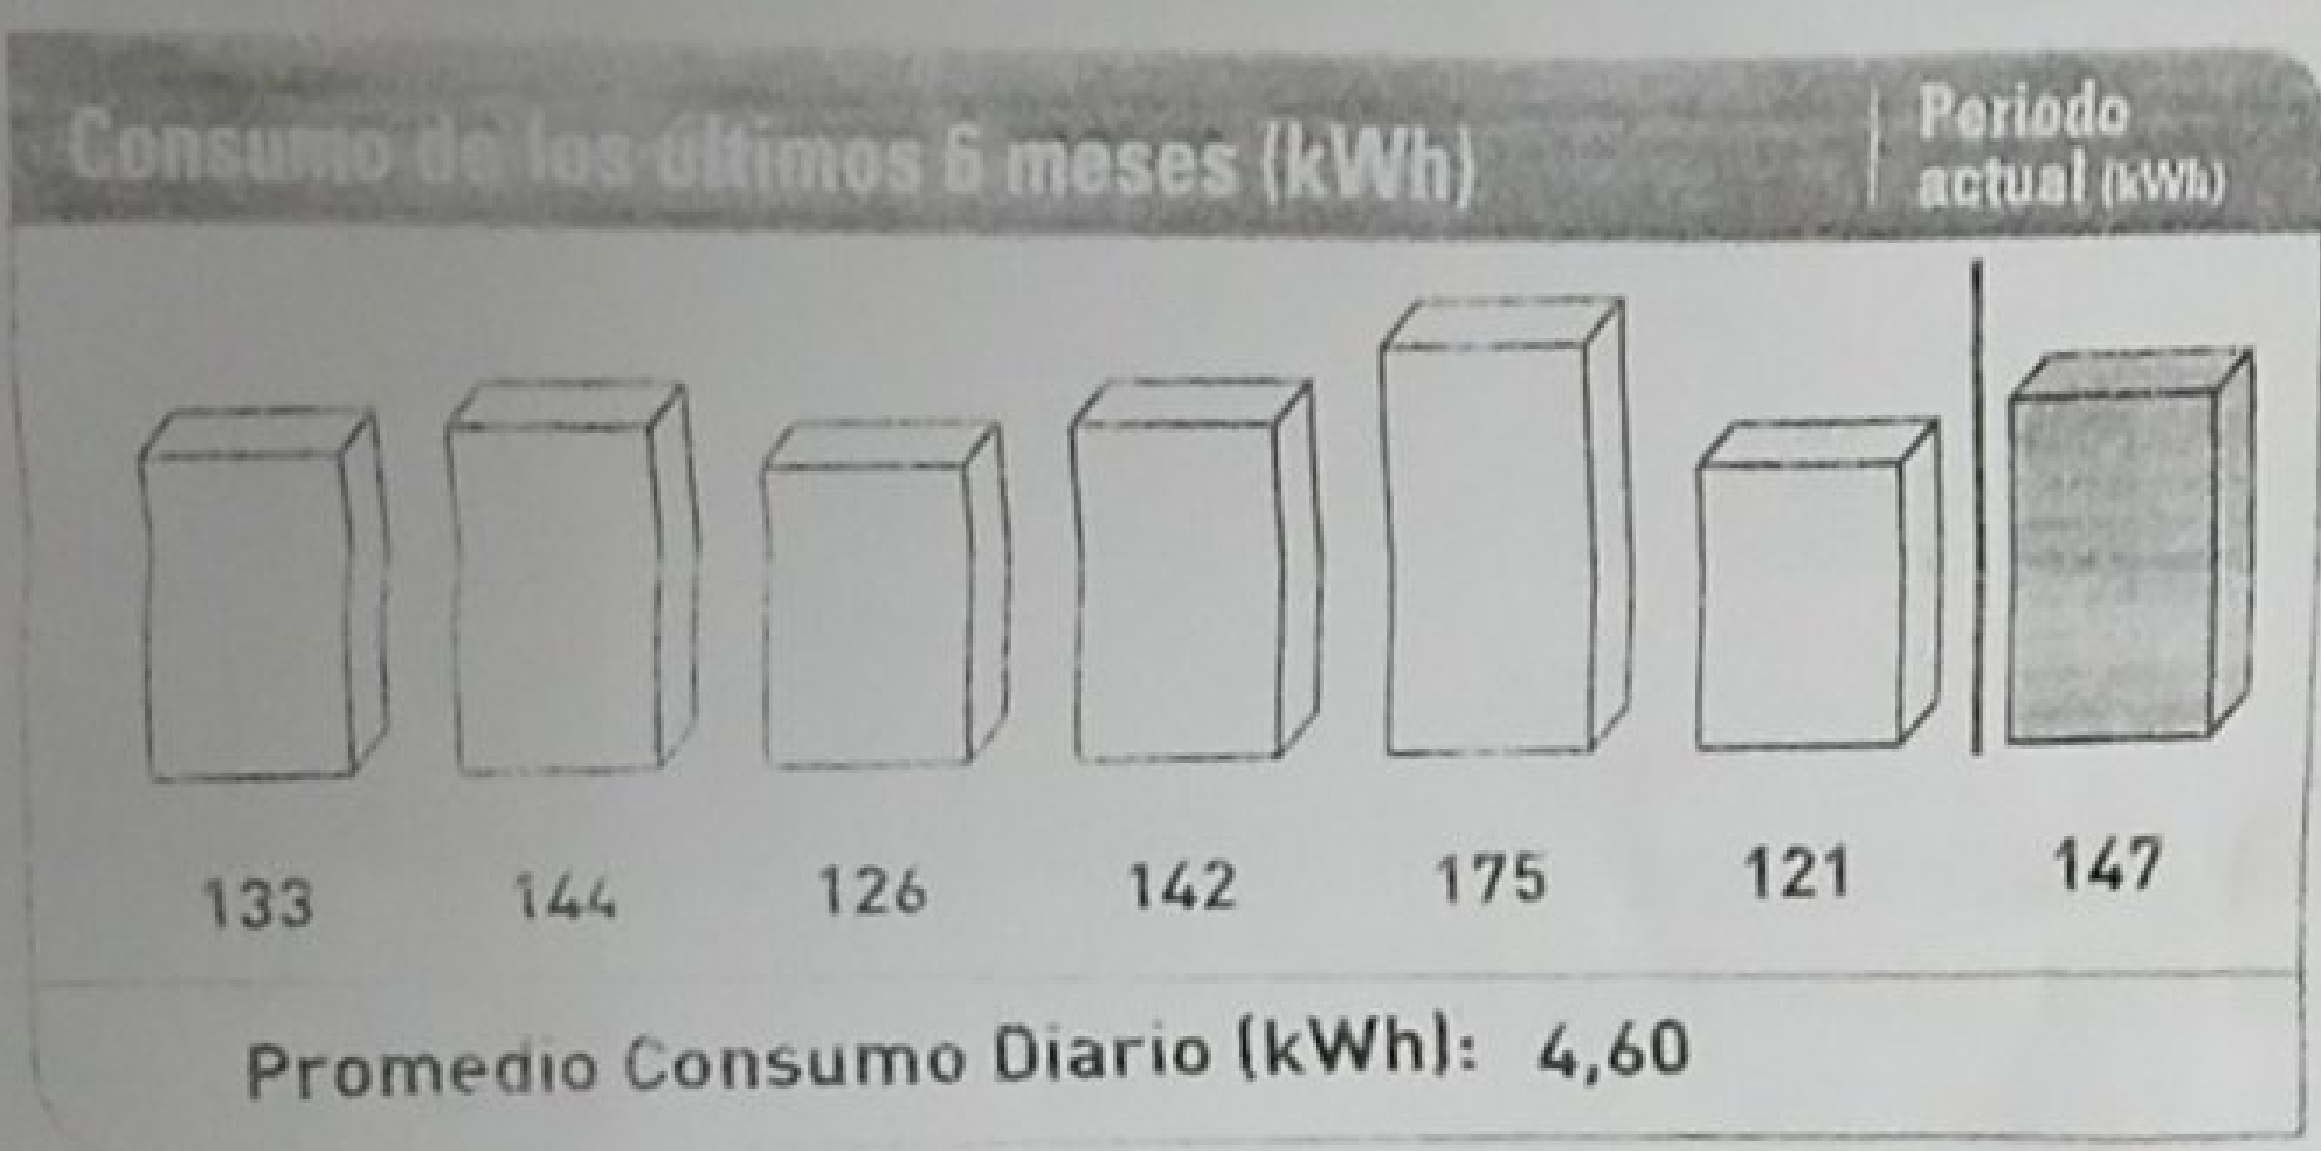 Consumo de los últimos 6 meses (kWh)
Periodo
actual (kWh)
133 144 126 142 175 121 147
Promedio Consumo Diario (kWh): 4,60